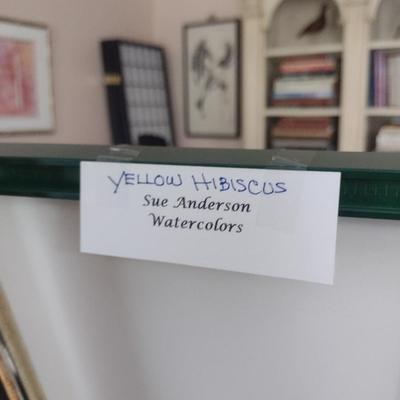 YELLOW HIBISCUS
Sue Anderson
Watercolors